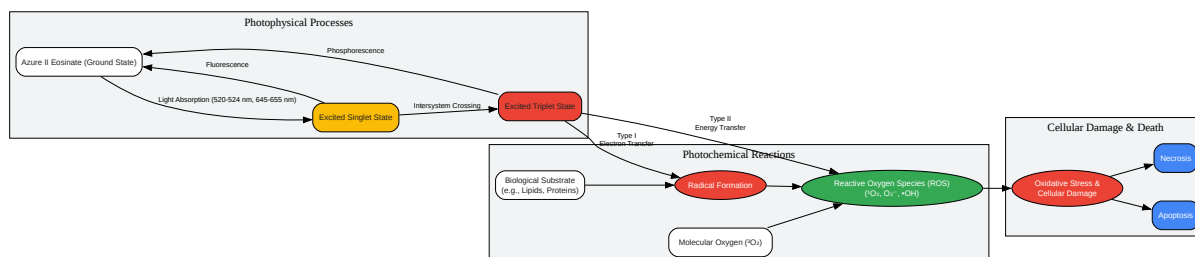 Photophysical Processes
Azure II Eosinate (Ground State)
Phosphorescence
Fluorescence
Light Absorption (520-524 nm, 645-655 nm)
Excited Singlet State
Intersystem Crossing
Excited Triplet State
Type I
Electron Transfer
Type II
Energy Transfer
Photochemical Reactions
Biological Substrate
(e.g., Lipids, Proteins)
Radical Formation
Reactive Oxygen Species (ROS)
(¹O₂, O₂⁻, •OH)
Molecular Oxygen (³O₂)
Cellular Damage & Death
Oxidative Stress &
Cellular Damage
Necrosis
Apoptosis